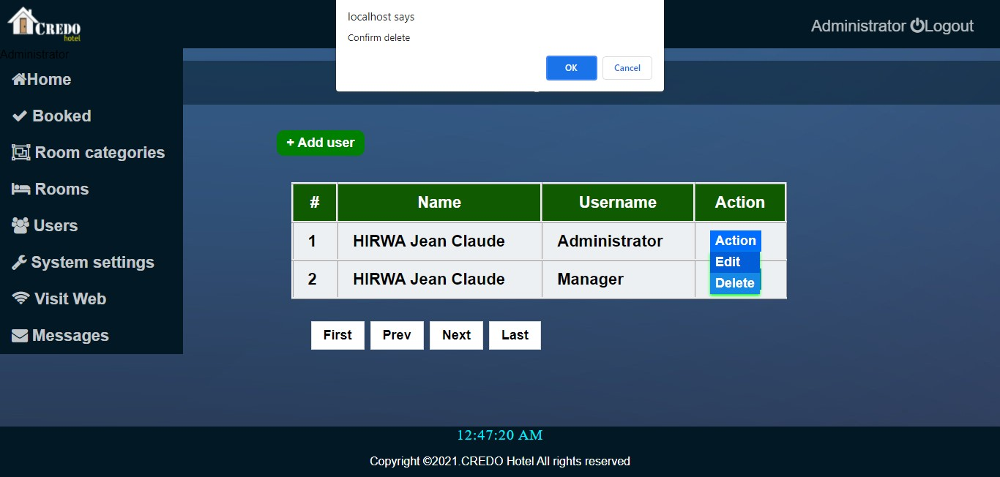 localhost says
Confirm delete
OK Cancel
CREDO
hotel
Administrator Logout
Administrator
Home
Booked
Room categories
Rooms
Users
System settings
Visit Web
Messages
+ Add user
# Name Username Action
1 HIRWA Jean Claude Administrator Action
Edit
2 HIRWA Jean Claude Manager Delete
First Prev Next Last
12:47:20 AM
Copyright ©2021.CREDO Hotel All rights reserved